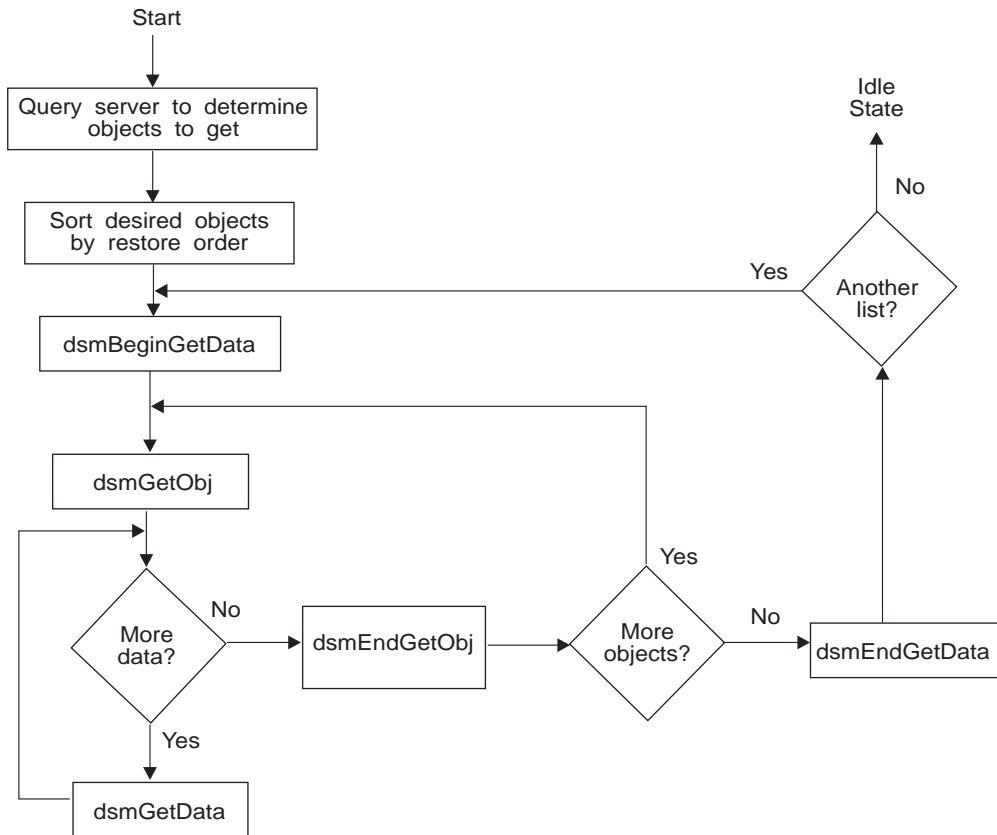 Start
Query server to determine
objects to get
Sort desired objects
by restore order
dsmBeginGetData
dsmGetObj
More
data?
No
Yes
dsmGetData
dsmEndGetObj
More
objects?
Yes
No
dsmEndGetData
Another
list?
Yes
No
Idle
State